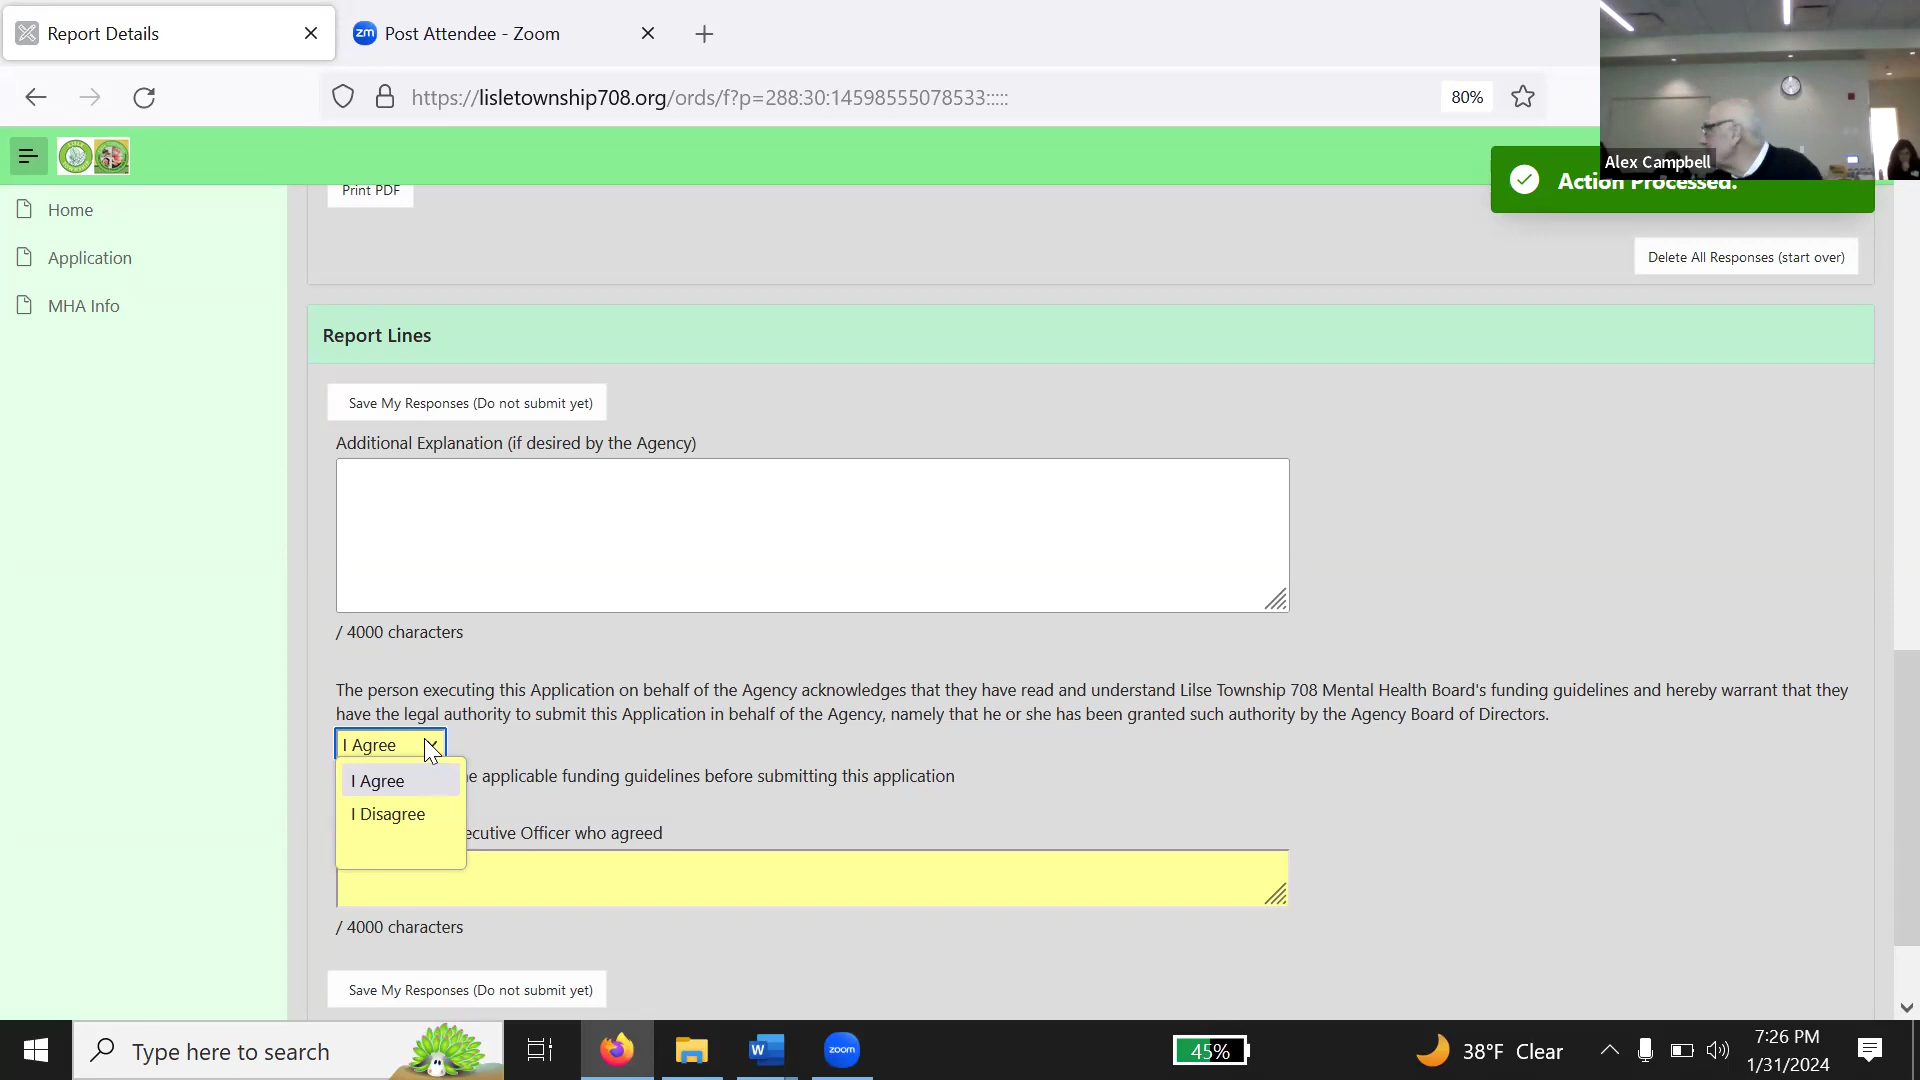 Report Details
Post Attendee - Zoom
https://lisletownship708.org/ords/f?p=288:30:14598555078533:::::
80%
Alex Campbell
Action Processed.
Print PDF
Home
Delete All Responses (start over)
Application
MHA Info
Report Lines
Save My Responses (Do not submit yet)
Additional Explanation (if desired by the Agency)
/ 4000 characters
The person executing this Application on behalf of the Agency acknowledges that they have read and understand Lilse Township 708 Mental Health Board's funding guidelines and hereby warrant that they
have the legal authority to submit this Application in behalf of the Agency, namely that he or she has been granted such authority by the Agency Board of Directors.
I Agree
I Agree
applicable funding guidelines before submitting this application
I Disagree
Officer who agreed
/ 4000 characters
Save My Responses (Do not submit yet)
Type here to search
W
zoom
45%
38°F Clear
7:26 PM
1/31/2024